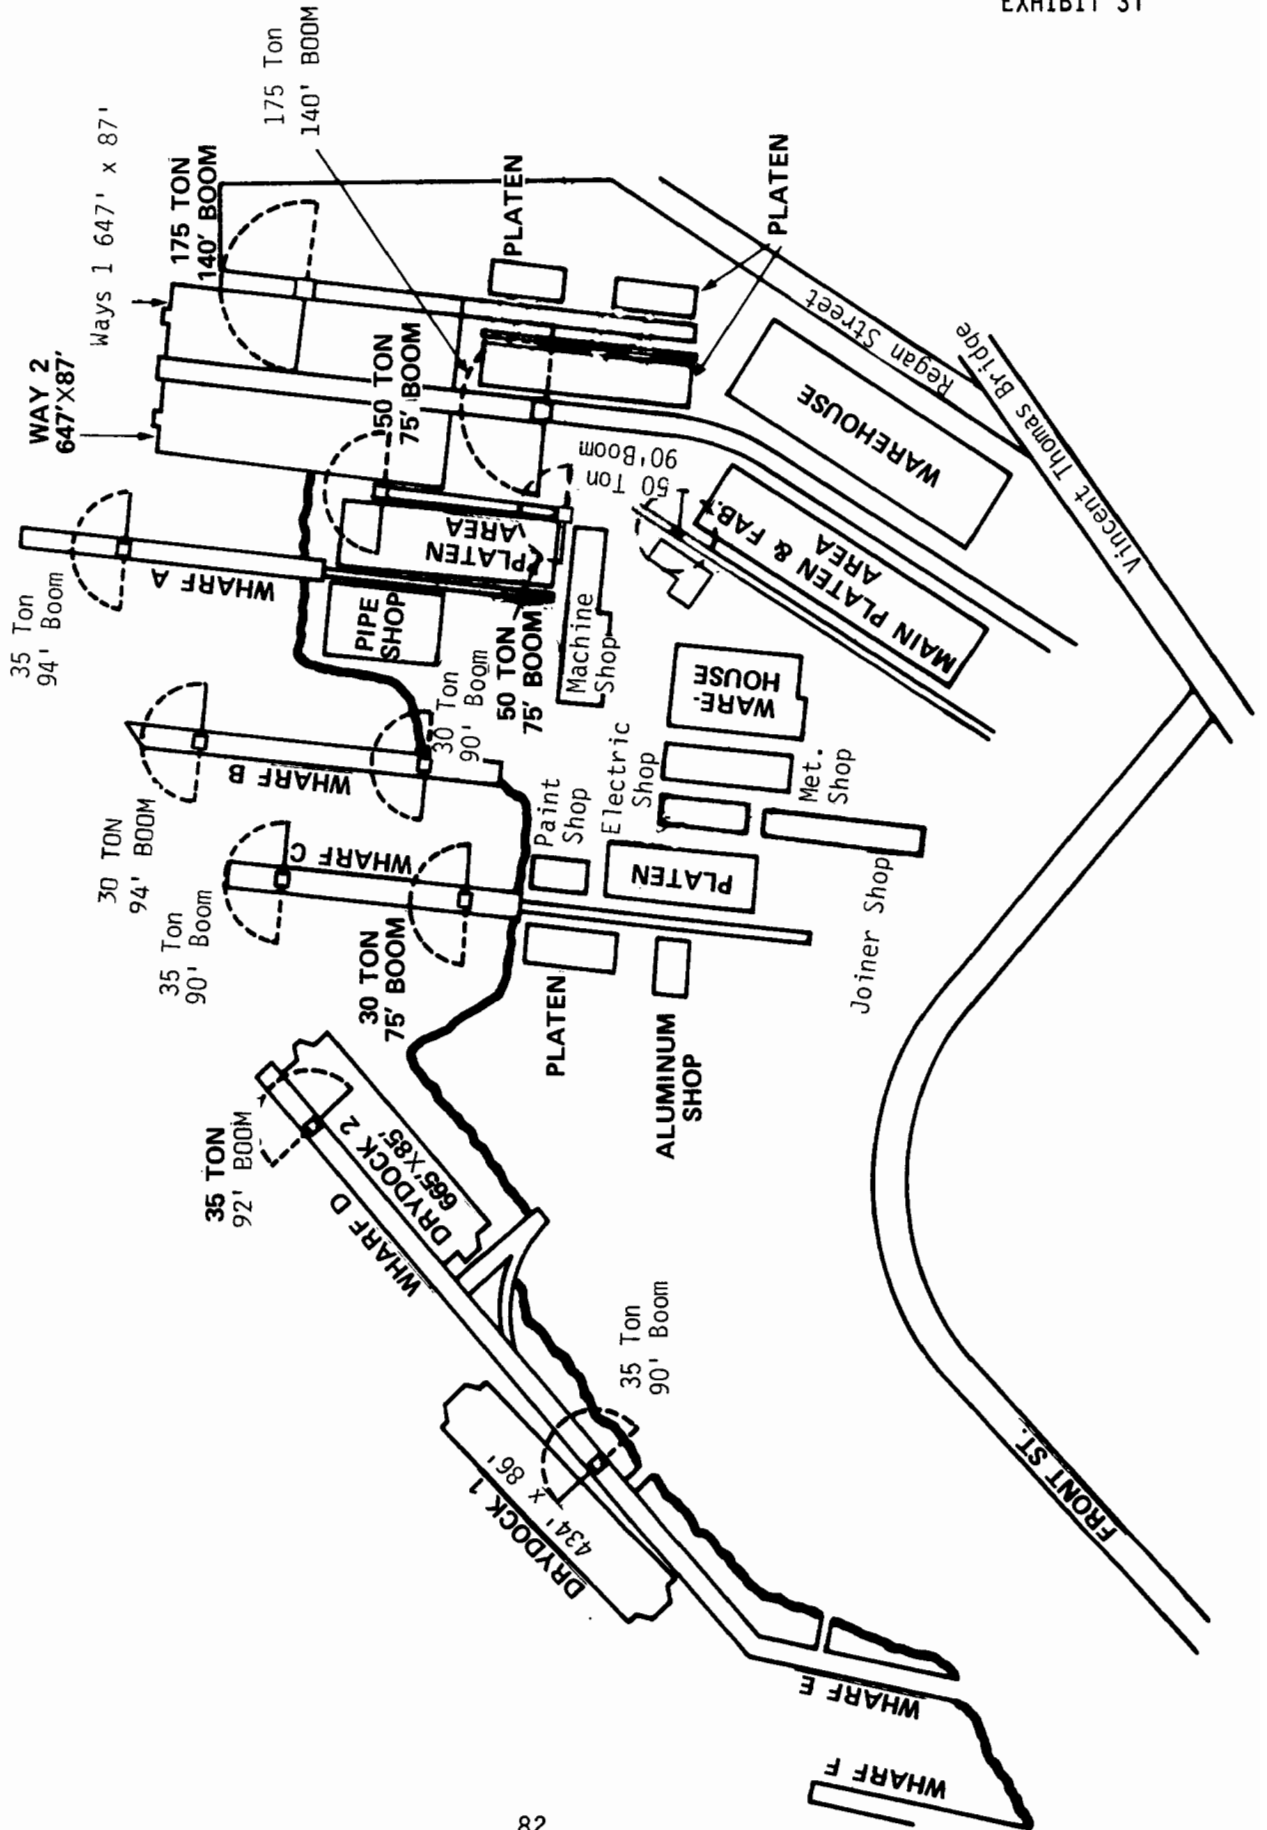 EXHIBIT 31
175 Ton
140' BOOM
Ways 1 647' x 87'
175 TON
140' BOOM
WAY 2
647'X87'
PLATEN
PLATEN
50 TON
75' BOOM
35 Ton
94' Boom
WHARF A
PLATEN
AREA
50 Ton
90' Boom
Regan Street
WAREHOUSE
Vincent Thomas Bridge
MAIN PLATEN & FAB.
AREA
PIPE
SHOP
50 TON
75' BOOM
Machine
Shop
30 Ton
90' Boom
WHARF B
30 TON
94' BOOM
WARE-
HOUSE
Electric
Shop
Met.
Shop
Paint
Shop
WHARF C
35 Ton
90' Boom
30 TON
75' BOOM
PLATEN
Joiner Shop
PLATEN
ALUMINUM
SHOP
35 TON
92' BOOM
DRYDOCK 2
665'X85'
WHARF D
35 Ton
90' Boom
DRYDOCK 1
434' x 86'
FRONT ST.
WHARF E
WHARF F
82